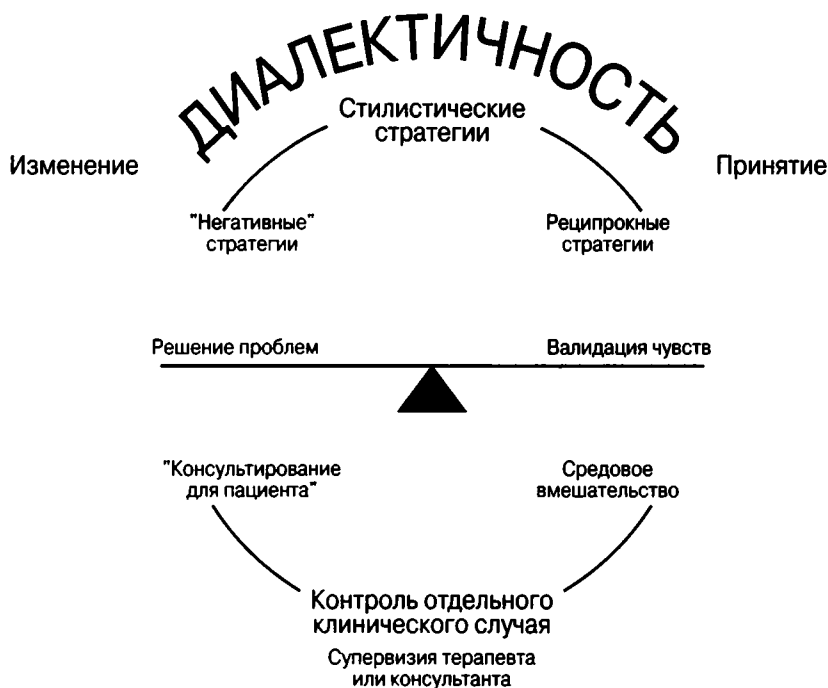 ДИАЛЕКТИЧНОСТЬ
Стилистические
стратегии
Изменение
Принятие
"Негативные"
стратегии
Реципрокные
стратегии
Решение проблем
Валидация чувств
"Консультирование
для пациента"
Средовое
вмешательство
Контроль отдельного
клинического случая
Супервизия терапевта
или консультанта